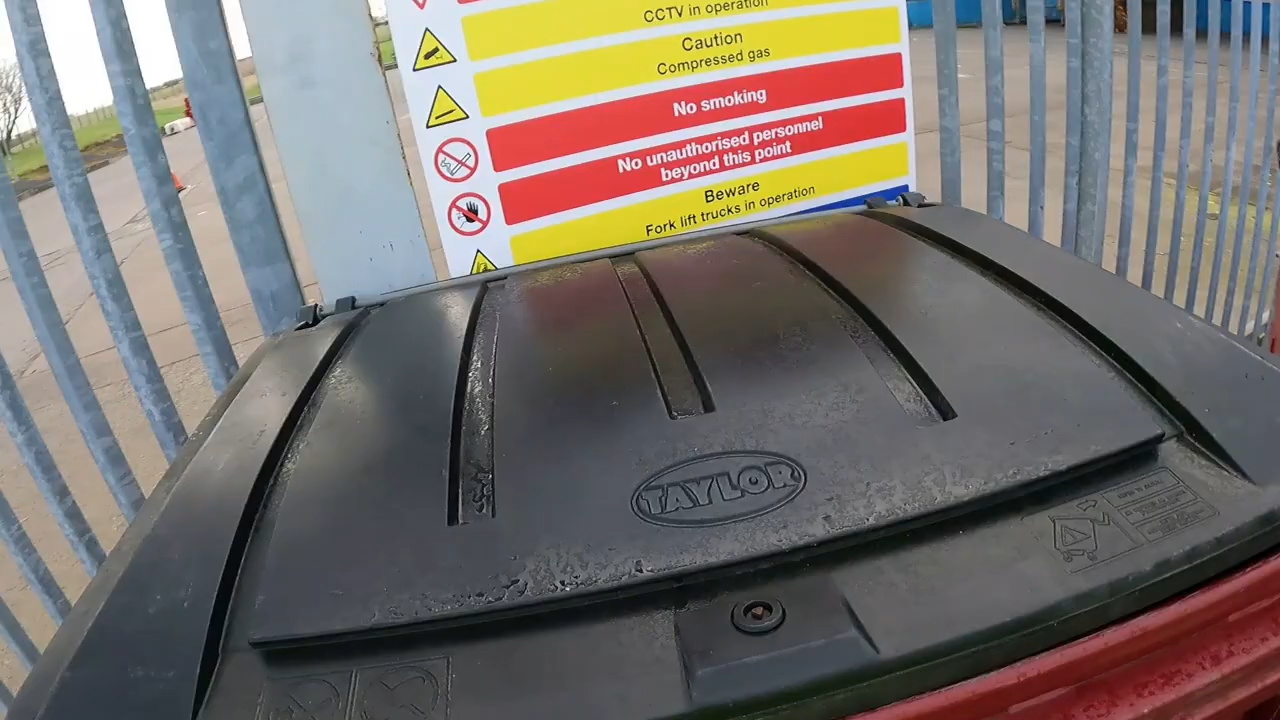 CCTV in operation
Caution
Compressed gas
No smoking
No unauthorised personnel
beyond this point
Beware
Fork lift trucks in operation
TAYLOR